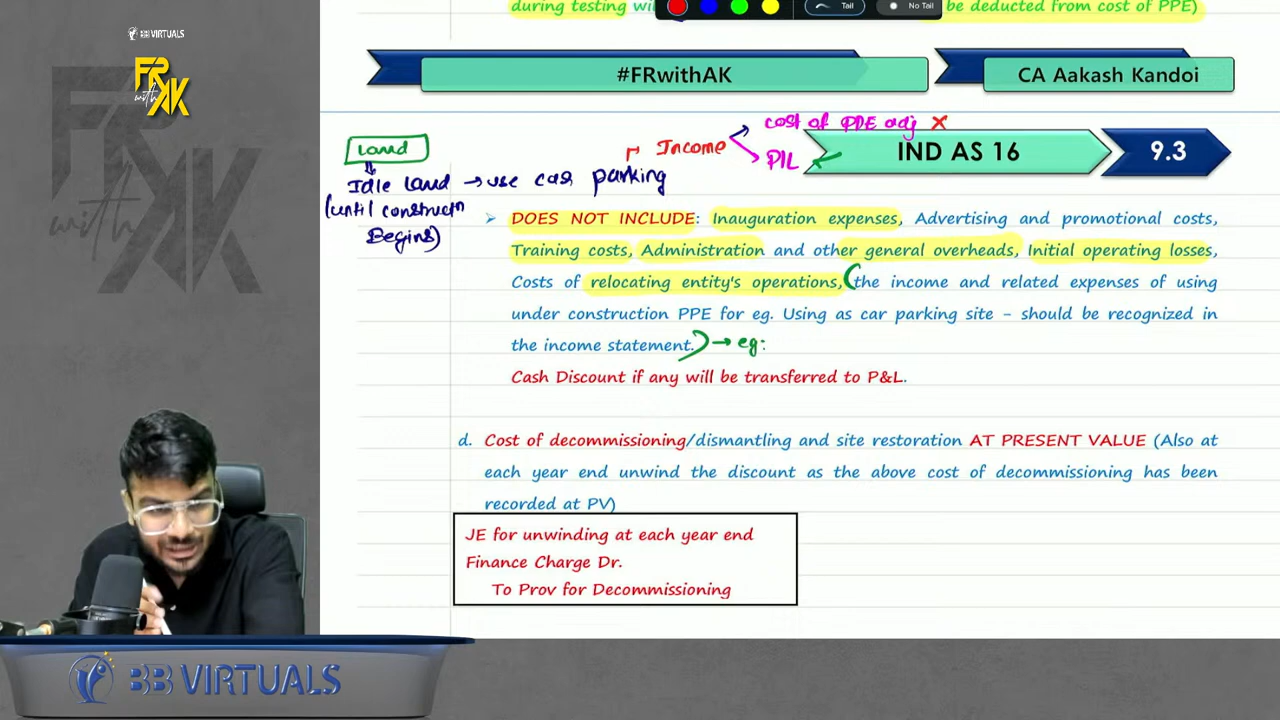 during testing wil
Tail
No Tail
be deducted from cost of PPE)
BB VIRTUALS
FR
with
AK
#FRwithAK
CA Aakash Kandoi
IND AS 16
9.3
Land
Idle land → use car parking
(until constructn
Begins)
Income
cost of PPE adj ✗
P/L ✓
➢ DOES NOT INCLUDE: Inauguration expenses, Advertising and promotional costs,
Training costs, Administration and other general overheads, Initial operating losses,
Costs of relocating entity's operations, (the income and related expenses of using
under construction PPE for eg. Using as car parking site – should be recognized in
the income statement.) → eg:
Cash Discount if any will be transferred to P&L.
d. Cost of decommissioning/dismantling and site restoration AT PRESENT VALUE (Also at
each year end unwind the discount as the above cost of decommissioning has been
recorded at PV)
JE for unwinding at each year end
Finance Charge Dr.
To Prov for Decommissioning
BB VIRTUALS